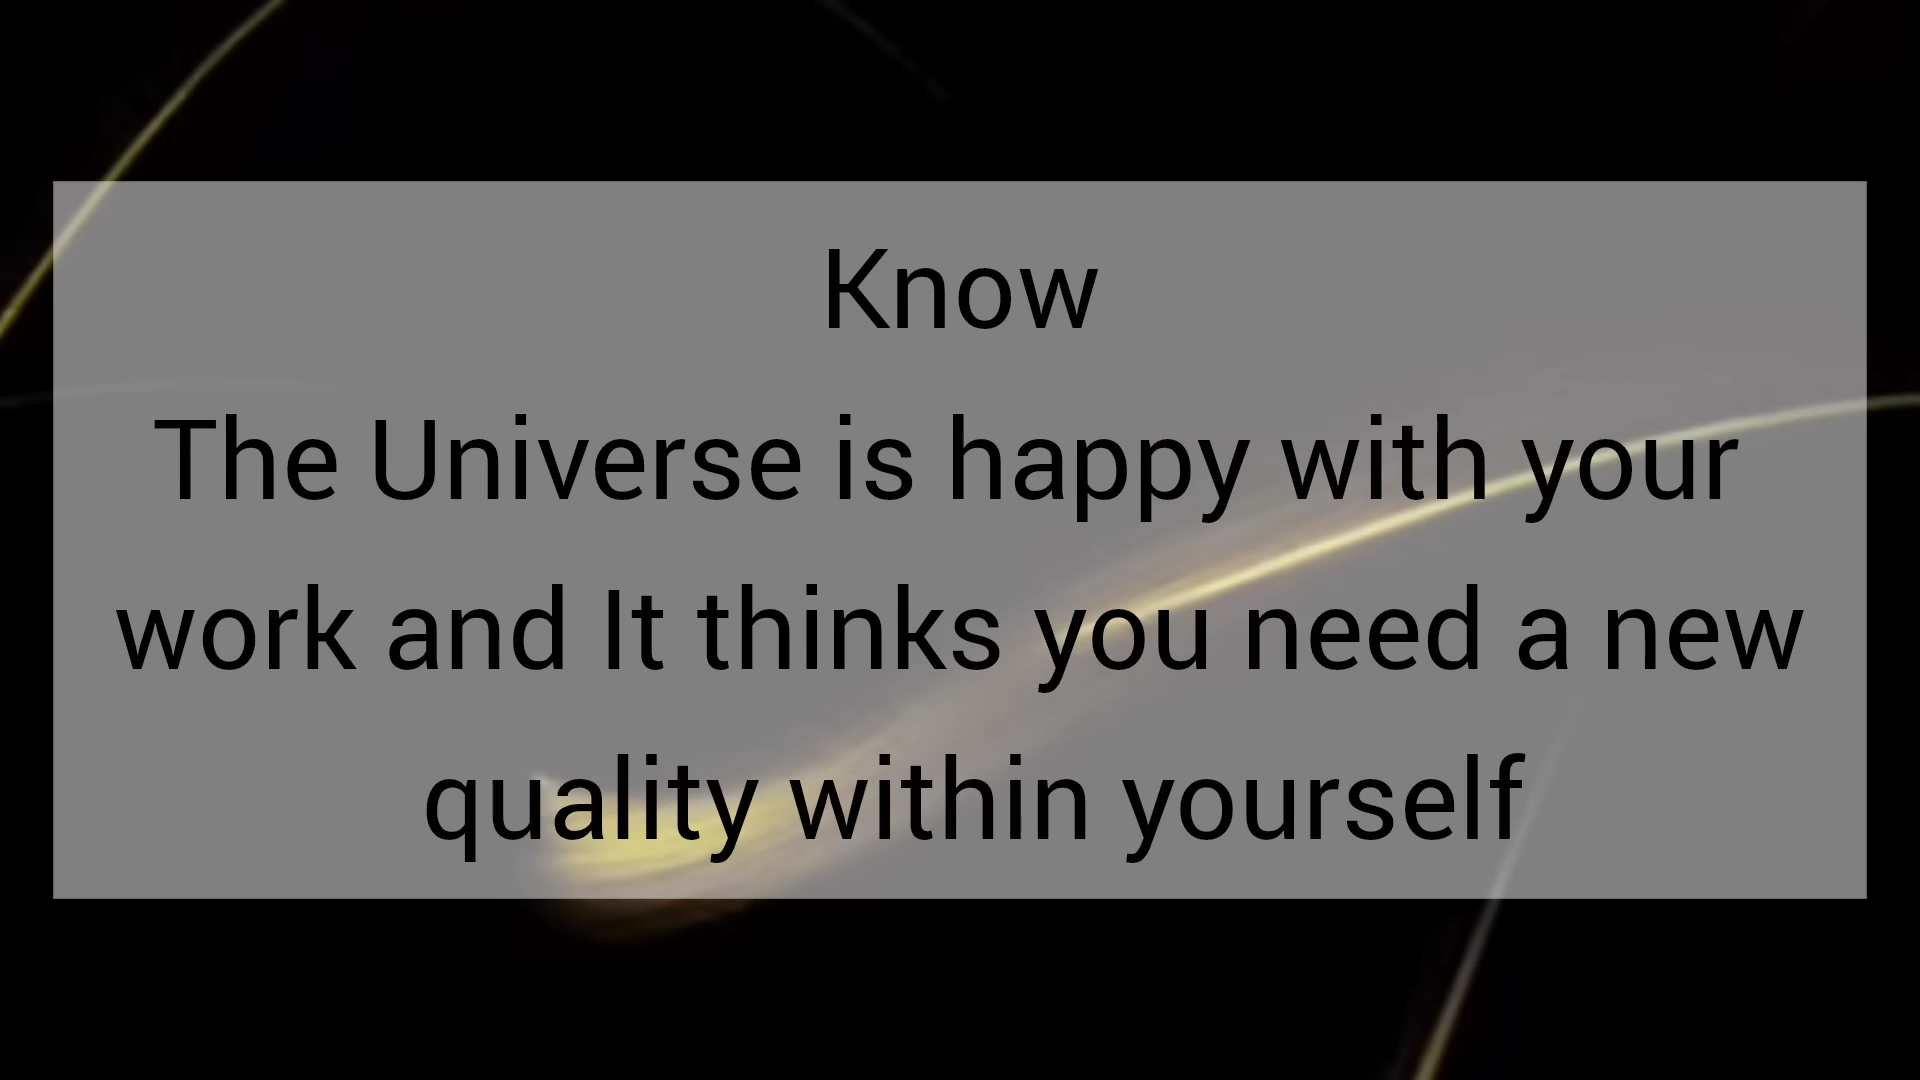 Know
The Universe is happy with your
work and It thinks you need a new
quality within yourself